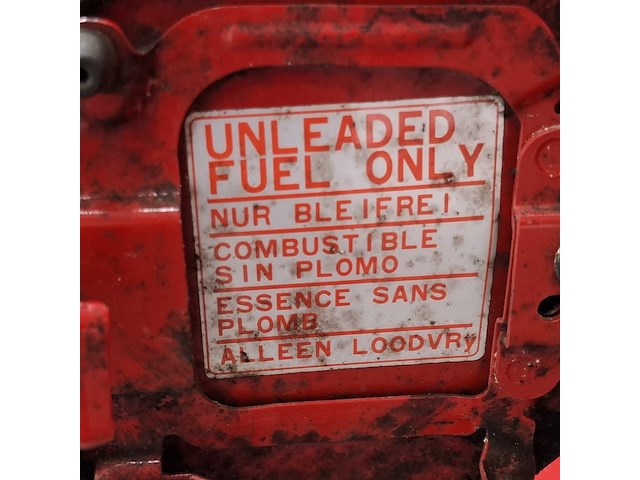 UNLEADED
FUEL ONLY
NUR BLEIFREI
COMBUSTIBLE
SIN PLOMO
ESSENCE SANS
PLOMB
ALLEEN LOODVRY